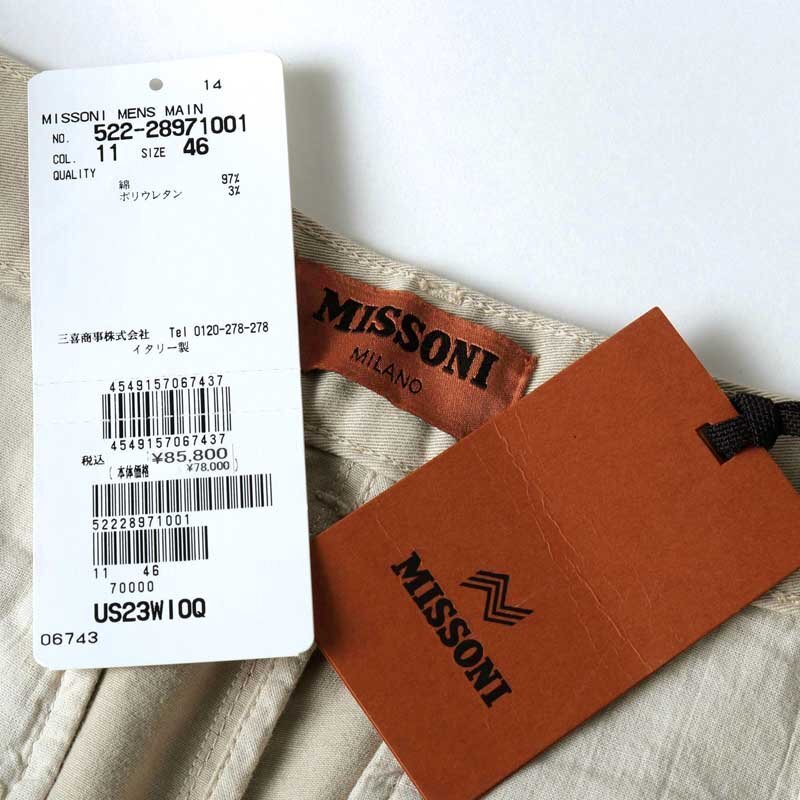 14
MISSONI MENS MAIN
NO. 522-28971001
COL. 11 SIZE 46
QUALITY
綿 97%
ポリウレタン 3%
三喜商事株式会社 Tel 0120-278-278
イタリー製
4549157067437
4549157067437
税込 ¥85,800
(本体価格 ¥78,000)
52228971001
11 46
70000
US23WI0Q
06743
MISSONI
MILANO
MISSONI